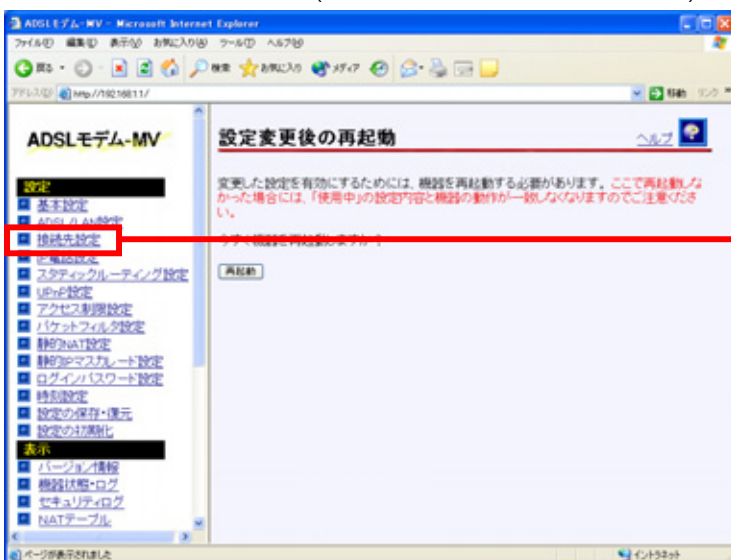 ADSLモデム-MV - Microsoft Internet Explorer
ファイル(F) 編集(E) 表示(V) お気に入り(A) ツール(T) ヘルプ(H)
戻る 検索 お気に入り メディア
アドレス(D) http://192.168.1.1/ 移動 リンク
ADSLモデム-MV
設定
基本設定
ADSL/LAN設定
接続先設定
IP電話設定
スタティックルーティング設定
UPnP設定
アクセス制限設定
パケットフィルタ設定
静的NAT設定
静的IPマスカレード設定
ログインパスワード設定
時刻設定
設定の保存・復元
設定の初期化
表示
バージョン情報
機器状態・ログ
セキュリティログ
NATテーブル
設定変更後の再起動
ヘルプ
変更した設定を有効にするためには、機器を再起動する必要があります。ここで再起動しな
かった場合には、「使用中」の設定内容と機器の動作が一致しなくなりますのでご注意くださ
い。
今すぐ機器を再起動しますか?
再起動
ページが表示されました
イントラネット